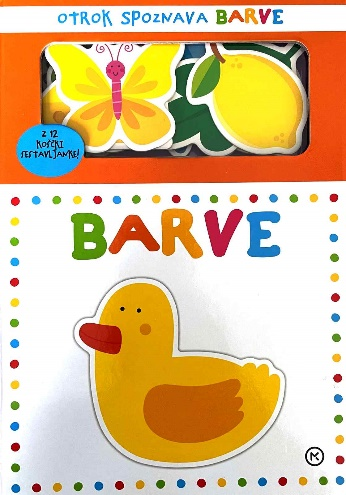 OTROK SPOZNAVA BARVE
Z 12
KOŠČKI
SESTAVLJANKE!
BARVE
M